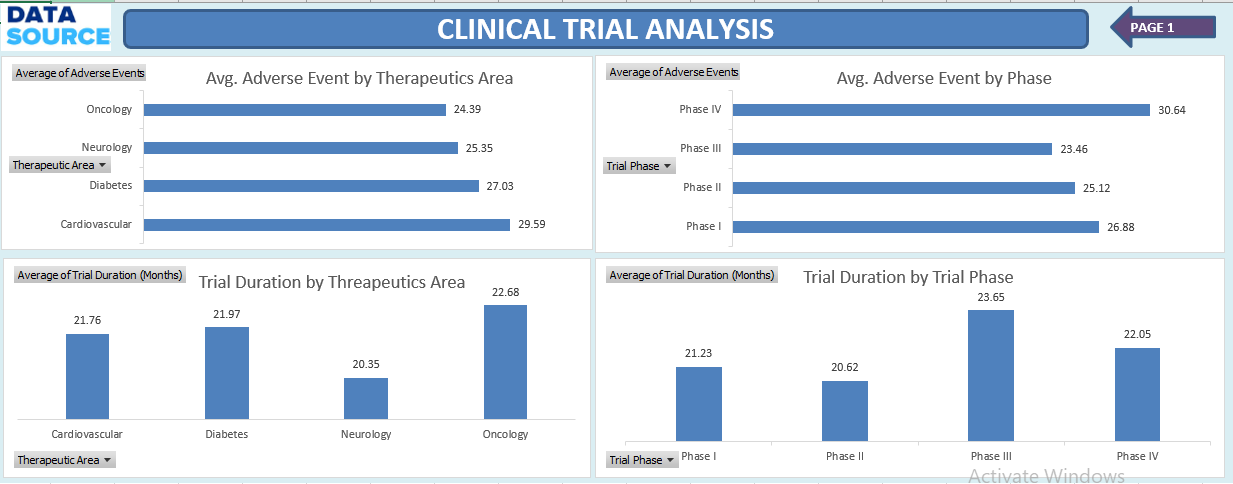 DATA
SOURCE
CLINICAL TRIAL ANALYSIS
PAGE 1
Average of Adverse Events
Avg. Adverse Event by Therapeutics Area
Oncology
24.39
Neurology
25.35
Therapeutic Area
Diabetes
27.03
Cardiovascular
29.59
Average of Adverse Events
Avg. Adverse Event by Phase
Phase IV
30.64
Phase III
23.46
Trial Phase
Phase II
25.12
Phase I
26.88
Average of Trial Duration (Months)
Trial Duration by Threapeutics Area
21.76
21.97
20.35
22.68
Cardiovascular
Diabetes
Neurology
Oncology
Therapeutic Area
Average of Trial Duration (Months)
Trial Duration by Trial Phase
21.23
20.62
23.65
22.05
Phase I
Phase II
Phase III
Phase IV
Trial Phase
Activate Windows